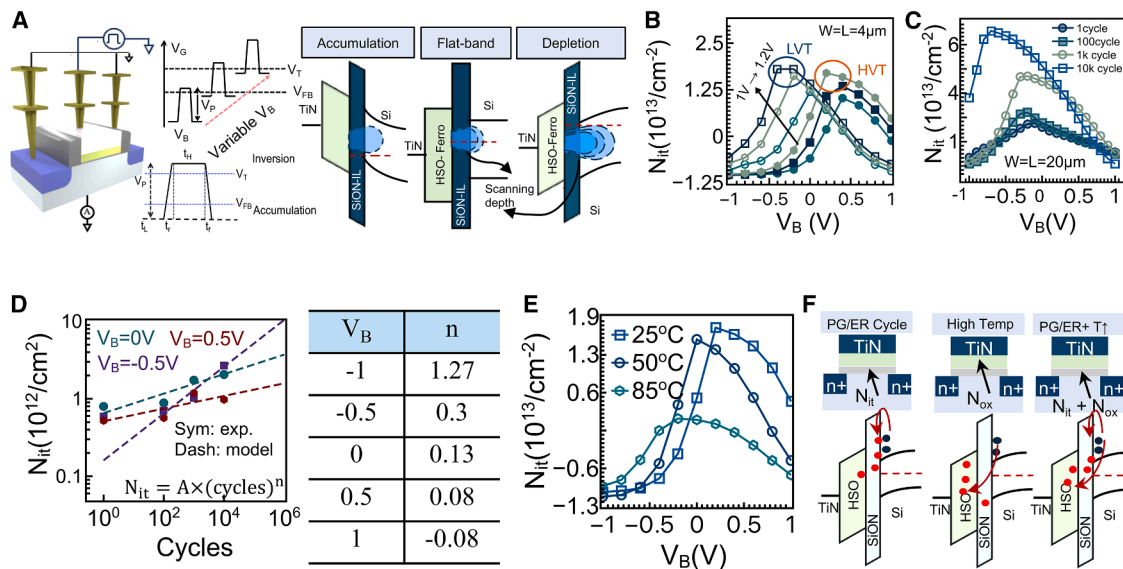 A
V_G
V_T
V_FB
V_P
V_B
Variable V_B
t_H
Inversion
V_P
V_T
V_FB
Accumulation
t_L
t_r
t_f
A
Accumulation
Flat-band
Depletion
TiN
Si
SiON-IL
TiN
HSO- Ferro
SiON-IL
Si
Scanning
depth
TiN
HSO-Ferro
SiON-IL
Si
B
W=L=4μm
LVT
HVT
1V → 1.2V
N_it(10^13/cm^-2)
2.5
1.25
0
-1.25
-1 -0.5 0 0.5 1
V_B (V)
C
1cycle
100cycle
1k cycle
10k cycle
W=L=20μm
N_it(10^13/cm^-2)
6
4
1
-1 -0.5 0 0.5 1
V_B(V)
D
V_B=0V V_B=0.5V
V_B=-0.5V
Sym: exp.
Dash: model
N_it = A×(cycles)^n
N_it(10^12/cm^2)
10
1
0.1
10^0 10^2 10^4 10^6
Cycles
V_B n
-1 1.27
-0.5 0.3
0 0.13
0.5 0.08
1 -0.08
E
25°C
50°C
85°C
N_it(10^13/cm^-2)
1.9
1.3
0.6
-0.6
-1.3
-1 -0.4 0 0.4 1
V_B(V)
F
PG/ER Cycle
TiN
n+ n+
N_it
TiN
HSO
SiON
Si
High Temp
TiN
n+ n+
N_ox
TiN
HSO
SiON
Si
PG/ER+ T↑
TiN
n+ n+
N_it + N_ox
TiN
HSO
SiON
Si